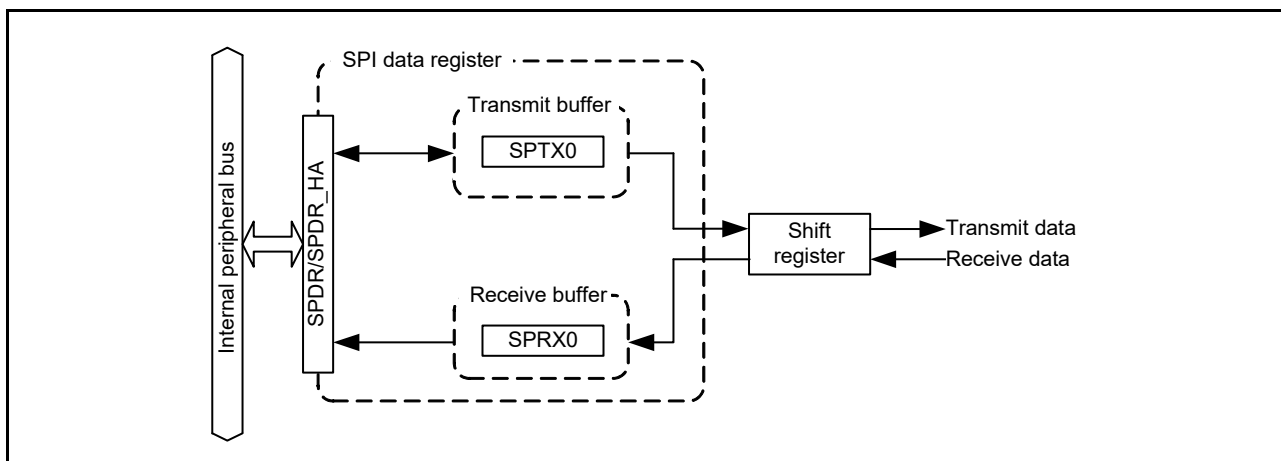 SPI data register
Transmit buffer
SPTX0
Internal peripheral bus
SPDR/SPDR_HA
Shift
register
Transmit data
Receive data
Receive buffer
SPRX0